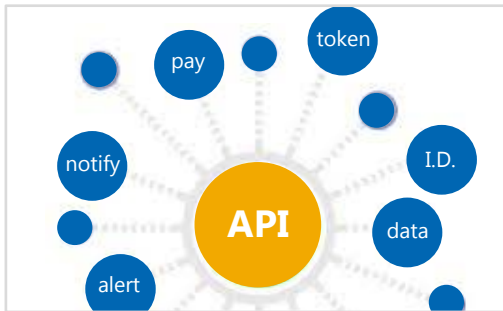 token
pay
notify
I.D.
API
data
alert